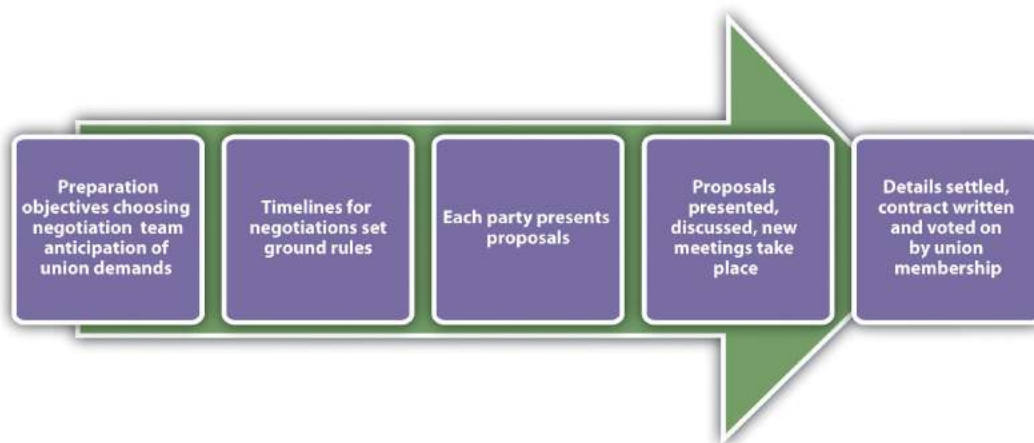 Preparation
objectives choosing
negotiation team
anticipation of
union demands
Timelines for
negotiations set
ground rules
Each party presents
proposals
Proposals
presented,
discussed, new
meetings take
place
Details settled,
contract written
and voted on
by union
membership